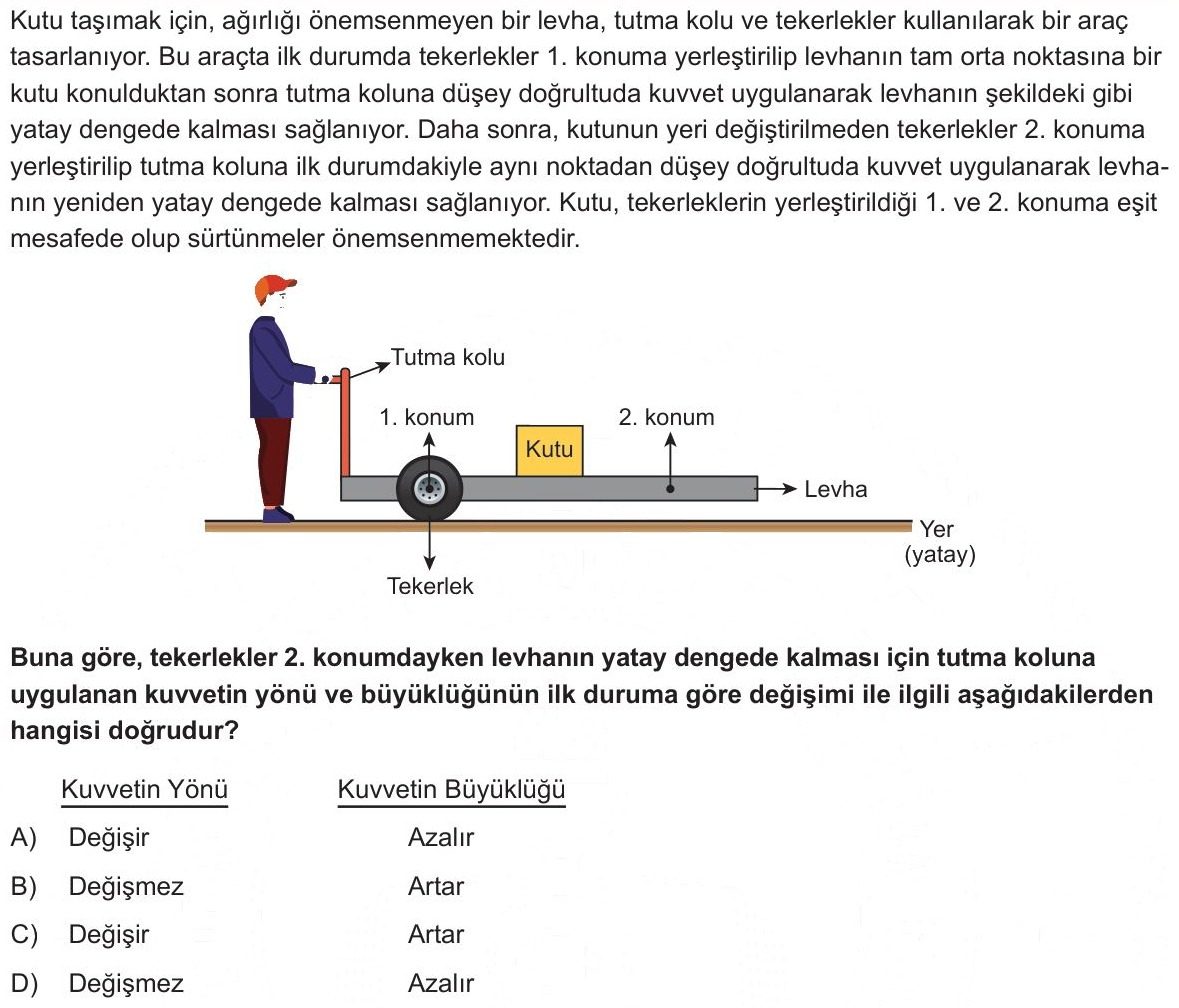 Kutu taşımak için, ağırlığı önemsenmeyen bir levha, tutma kolu ve tekerlekler kullanılarak bir araç
tasarlanıyor. Bu araçta ilk durumda tekerlekler 1. konuma yerleştirilip levhanın tam orta noktasına bir
kutu konulduktan sonra tutma koluna düşey doğrultuda kuvvet uygulanarak levhanın şekildeki gibi
yatay dengede kalması sağlanıyor. Daha sonra, kutunun yeri değiştirilmeden tekerlekler 2. konuma
yerleştirilip tutma koluna ilk durumdakiyle aynı noktadan düşey doğrultuda kuvvet uygulanarak levha-
nın yeniden yatay dengede kalması sağlanıyor. Kutu, tekerleklerin yerleştirildiği 1. ve 2. konuma eşit
mesafede olup sürtünmeler önemsenmemektedir.
Tutma kolu
1. konum
2. konum
Kutu
Levha
Yer
(yatay)
Tekerlek
Buna göre, tekerlekler 2. konumdayken levhanın yatay dengede kalması için tutma koluna
uygulanan kuvvetin yönü ve büyüklüğünün ilk duruma göre değişimi ile ilgili aşağıdakilerden
hangisi doğrudur?
Kuvvetin Yönü Kuvvetin Büyüklüğü
A) Değişir Azalır
B) Değişmez Artar
C) Değişir Artar
D) Değişmez Azalır